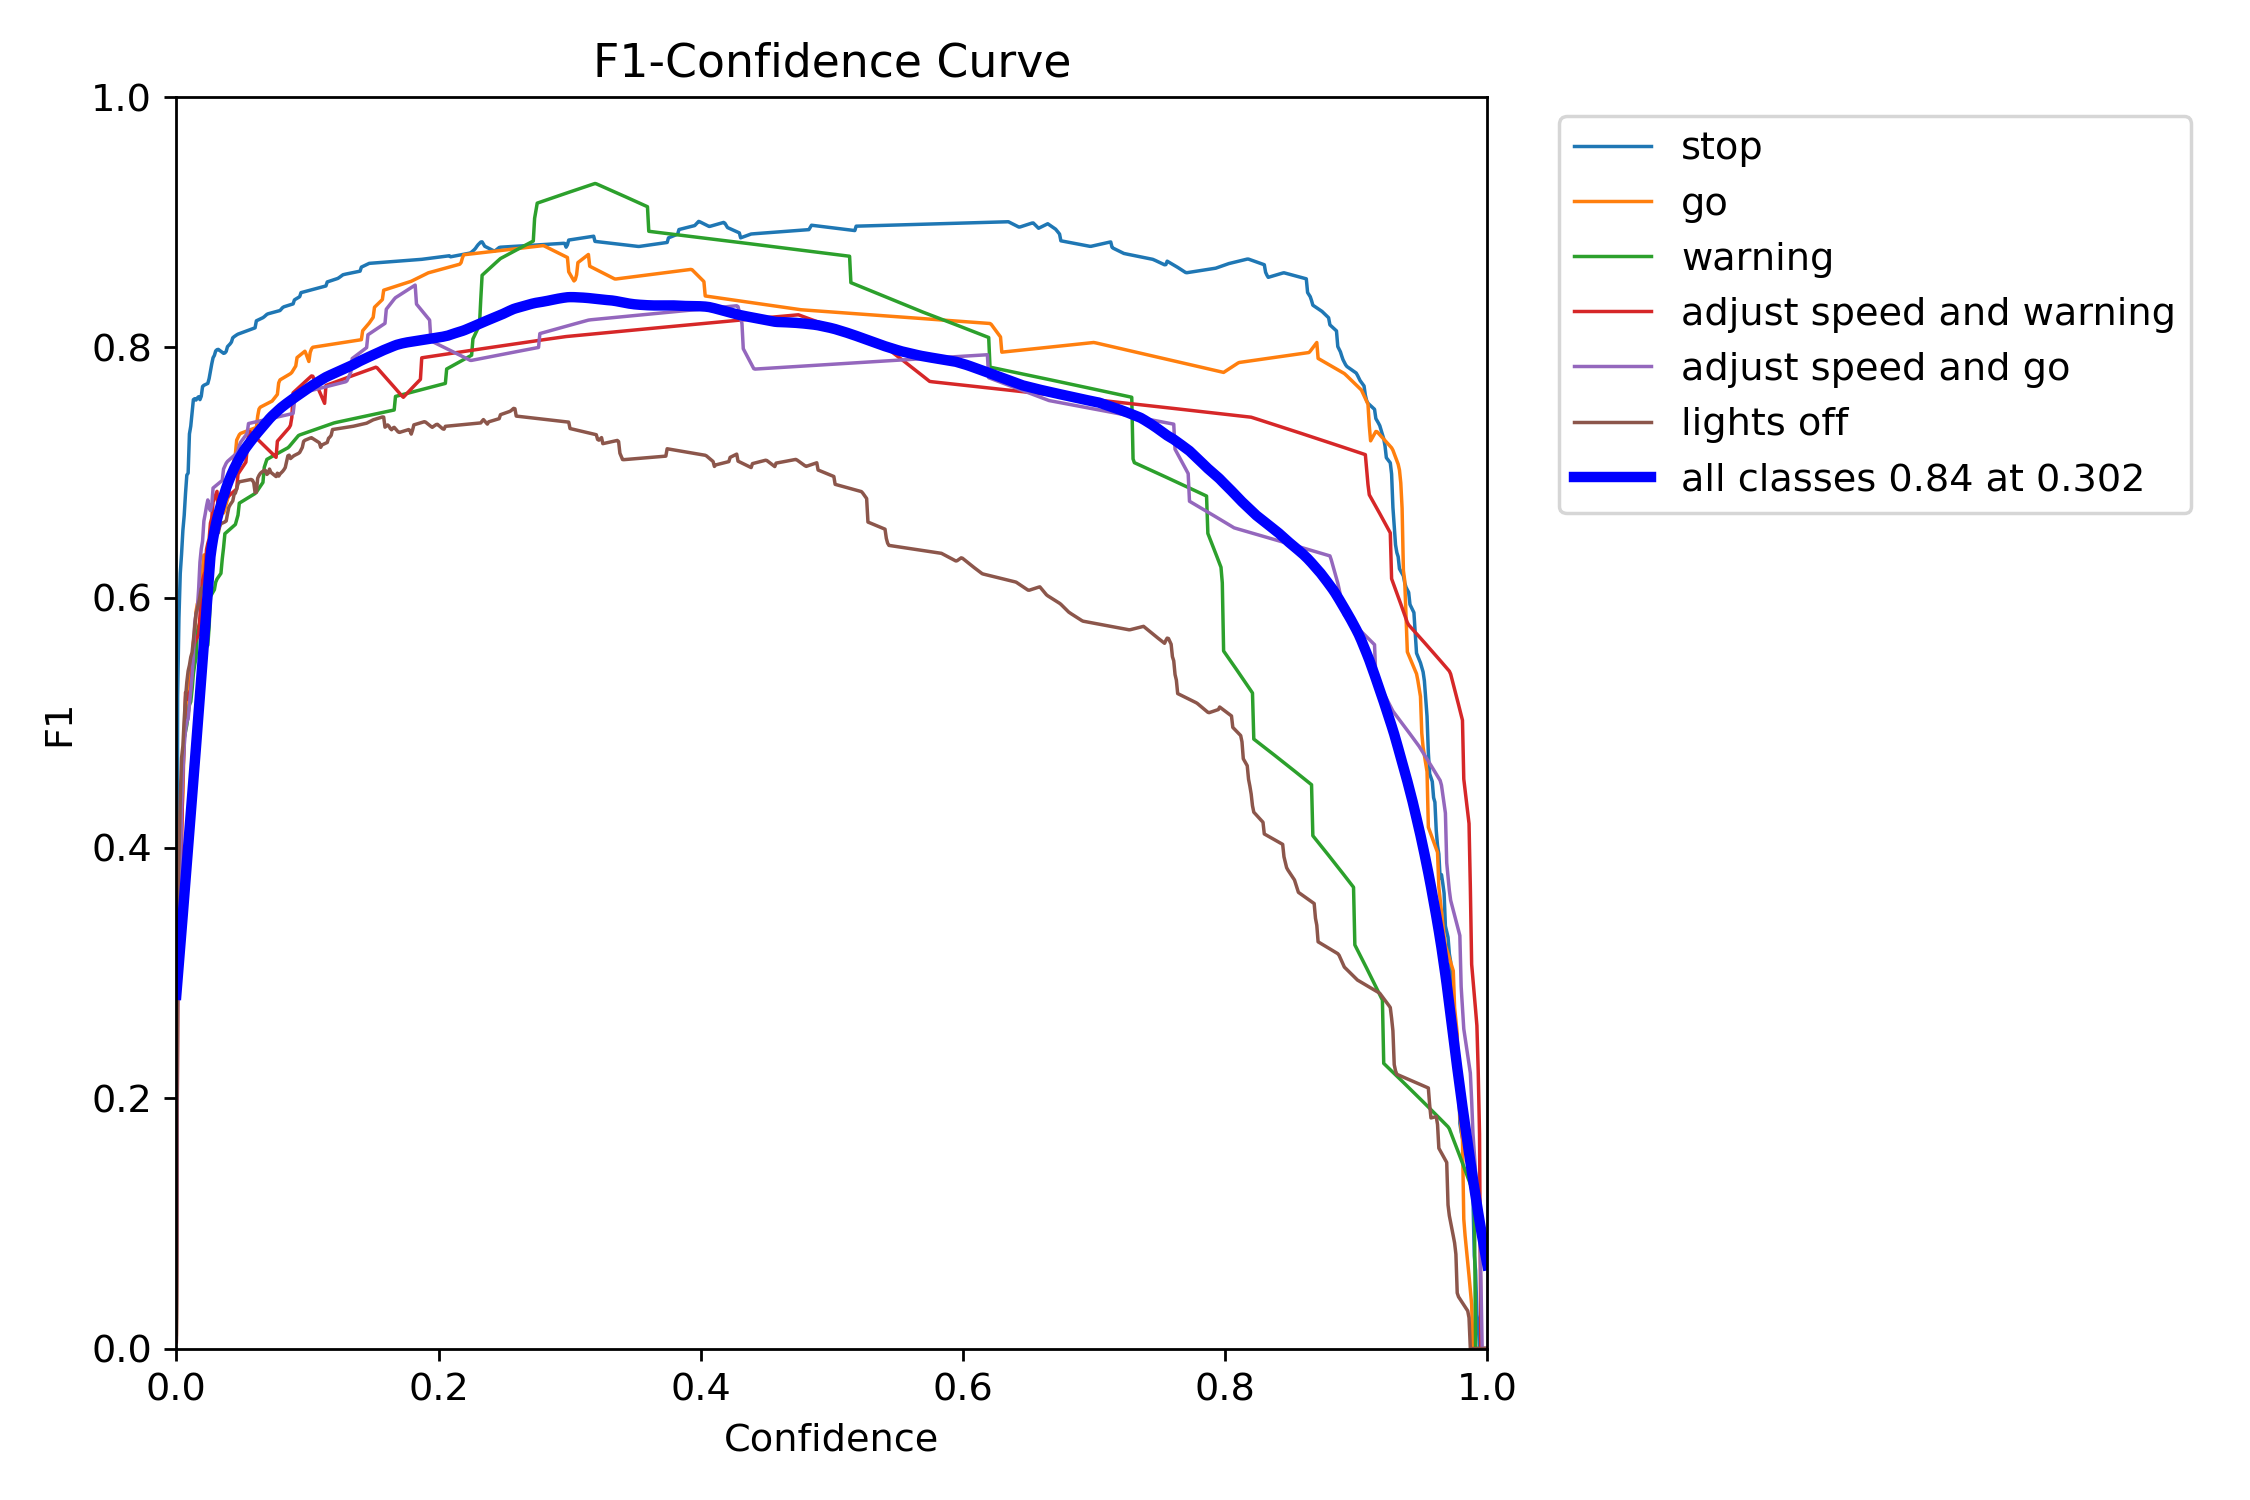 F1-Confidence Curve
1.0
0.8
0.6
0.4
0.2
0.0
F1
0.0 0.2 0.4 0.6 0.8 1.0
Confidence
stop
go
warning
adjust speed and warning
adjust speed and go
lights off
all classes 0.84 at 0.302